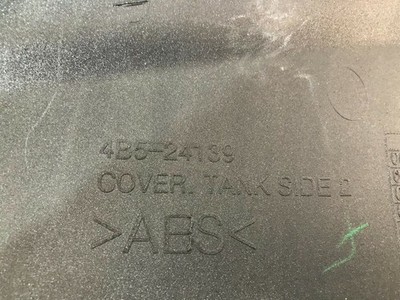 4B5-24139
COVER. TANK SIDE 2
>ABS<